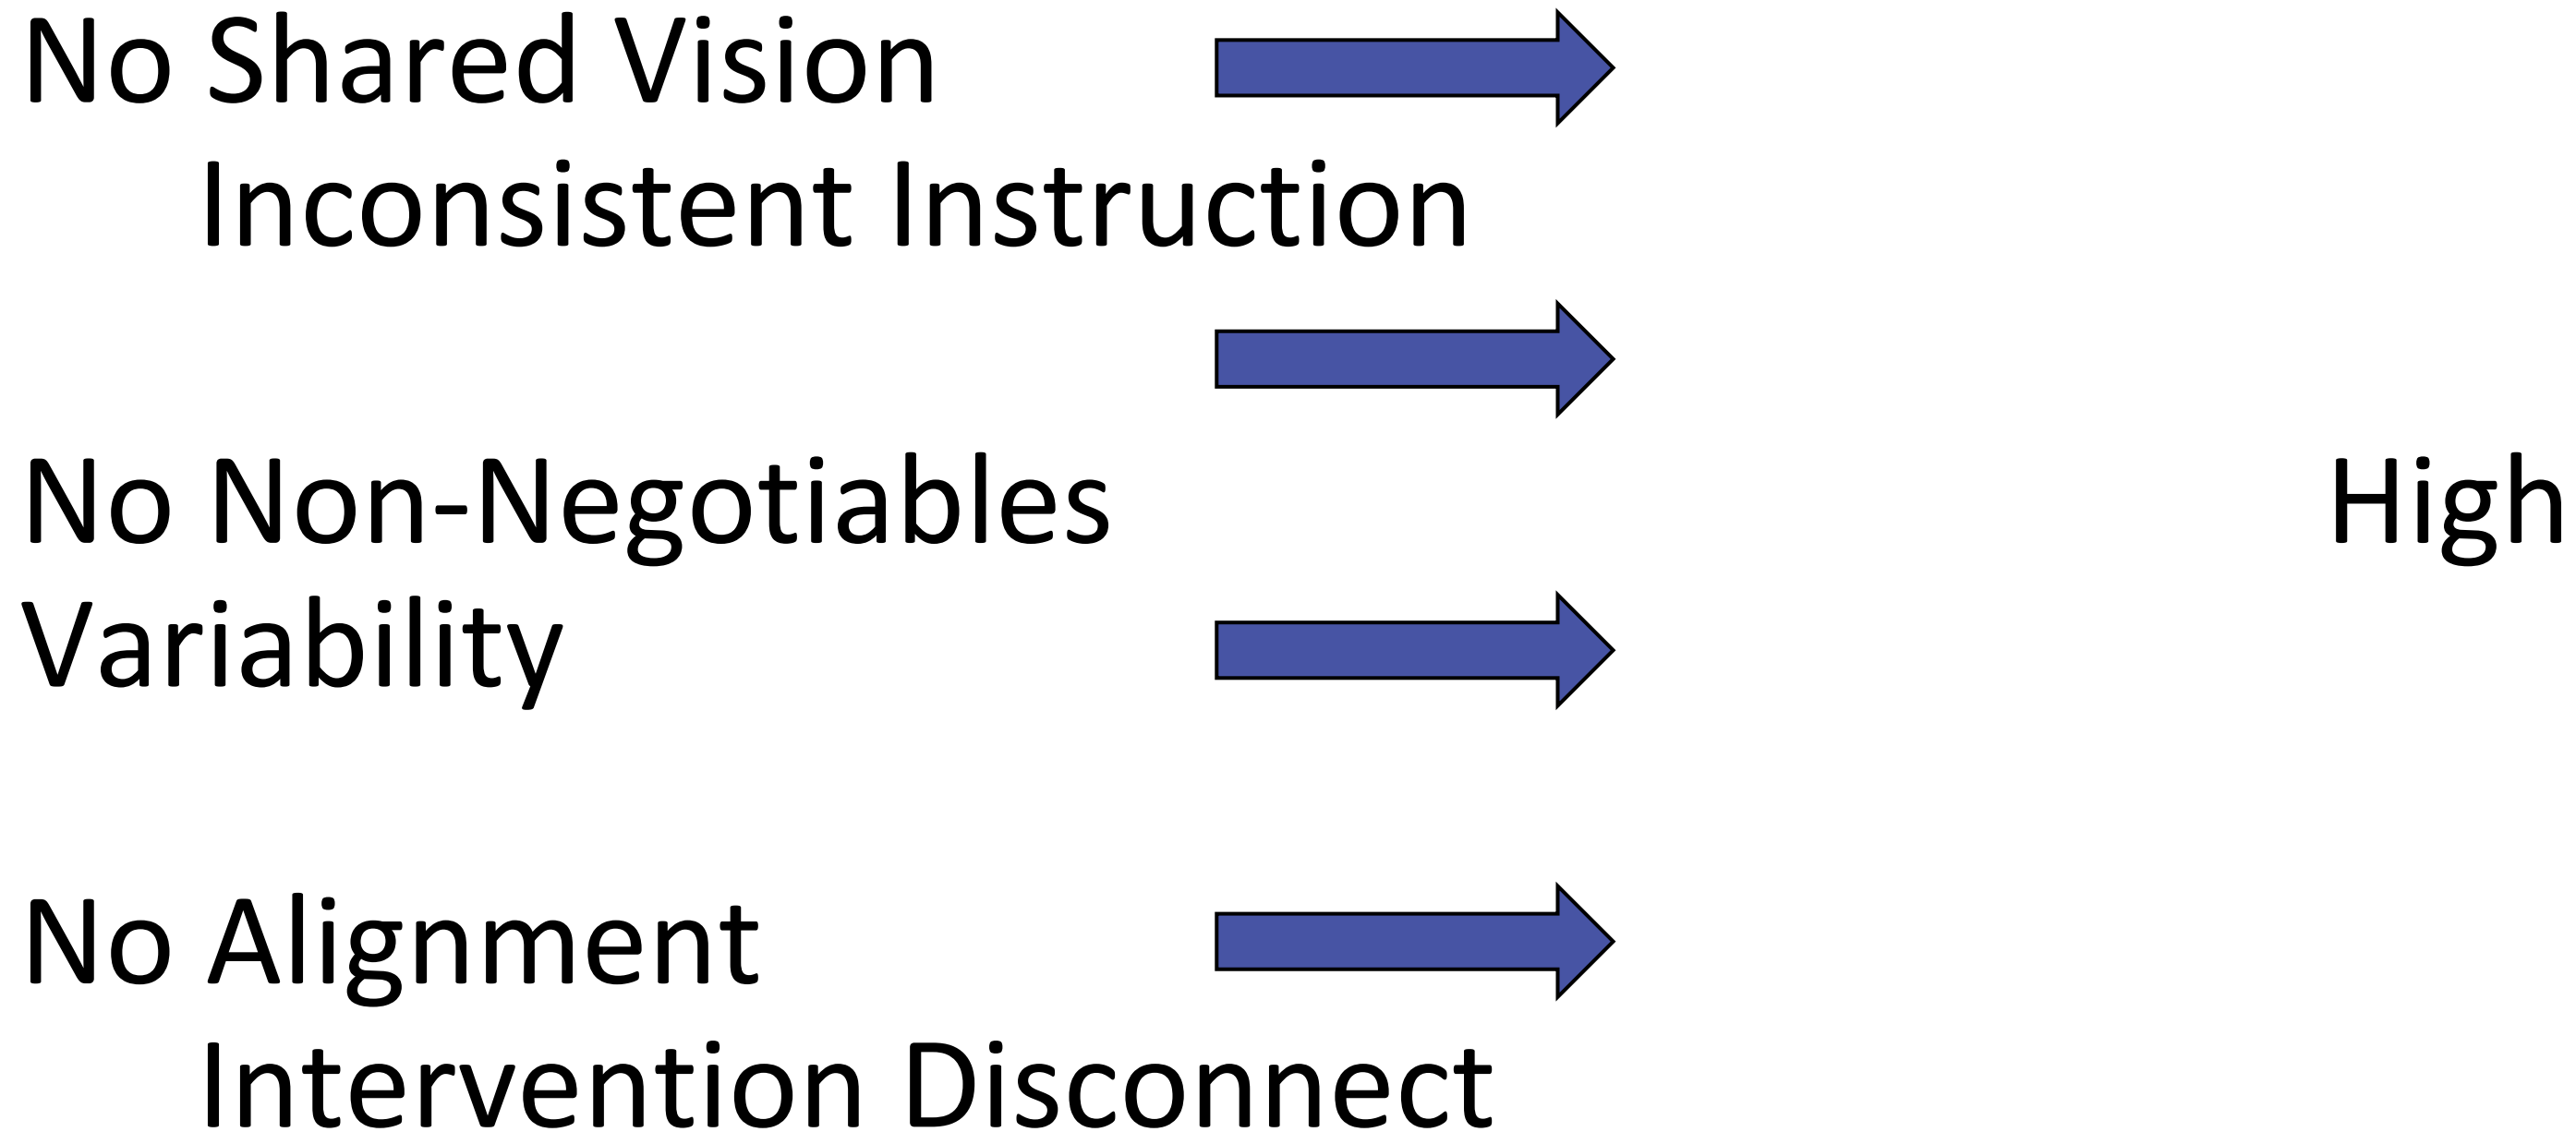 No Shared Vision
Inconsistent Instruction
No Non-Negotiables High
Variability
No Alignment
Intervention Disconnect